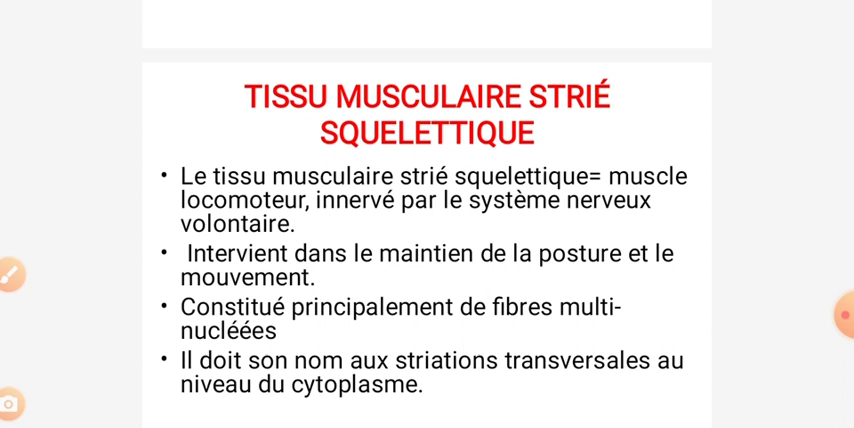 TISSU MUSCULAIRE STRIÉ
SQUELETTIQUE
• Le tissu musculaire strié squelettique= muscle
locomoteur, innervé par le système nerveux
volontaire.
• Intervient dans le maintien de la posture et le
mouvement.
• Constitué principalement de fibres multi-
nucléées
• Il doit son nom aux striations transversales au
niveau du cytoplasme.